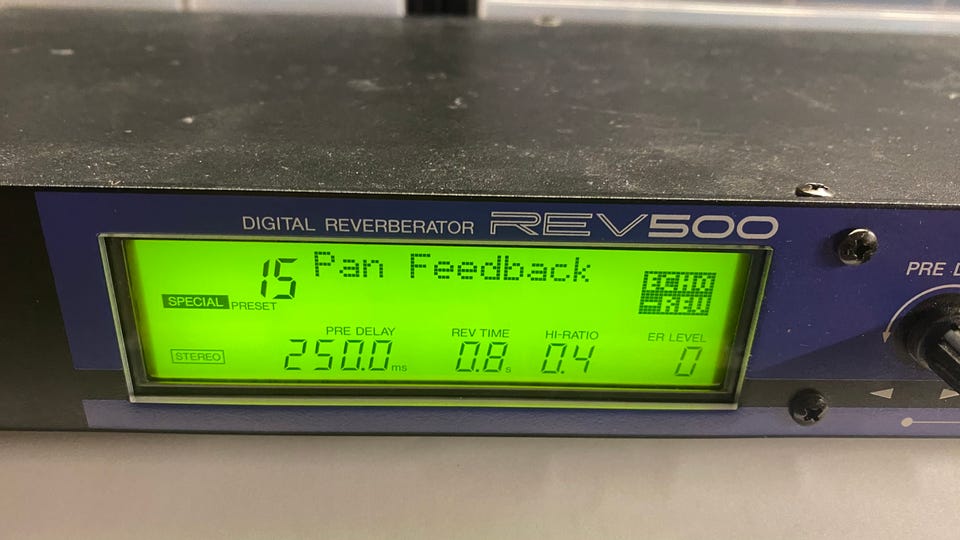 DIGITAL REVERBERATOR REV500
15 Pan Feedback
SPECIAL PRESET
ECHO
-REV
PRE DELAY REV TIME HI-RATIO ER LEVEL
STEREO 250.0ms 0.8s 0.4 0
PRE D